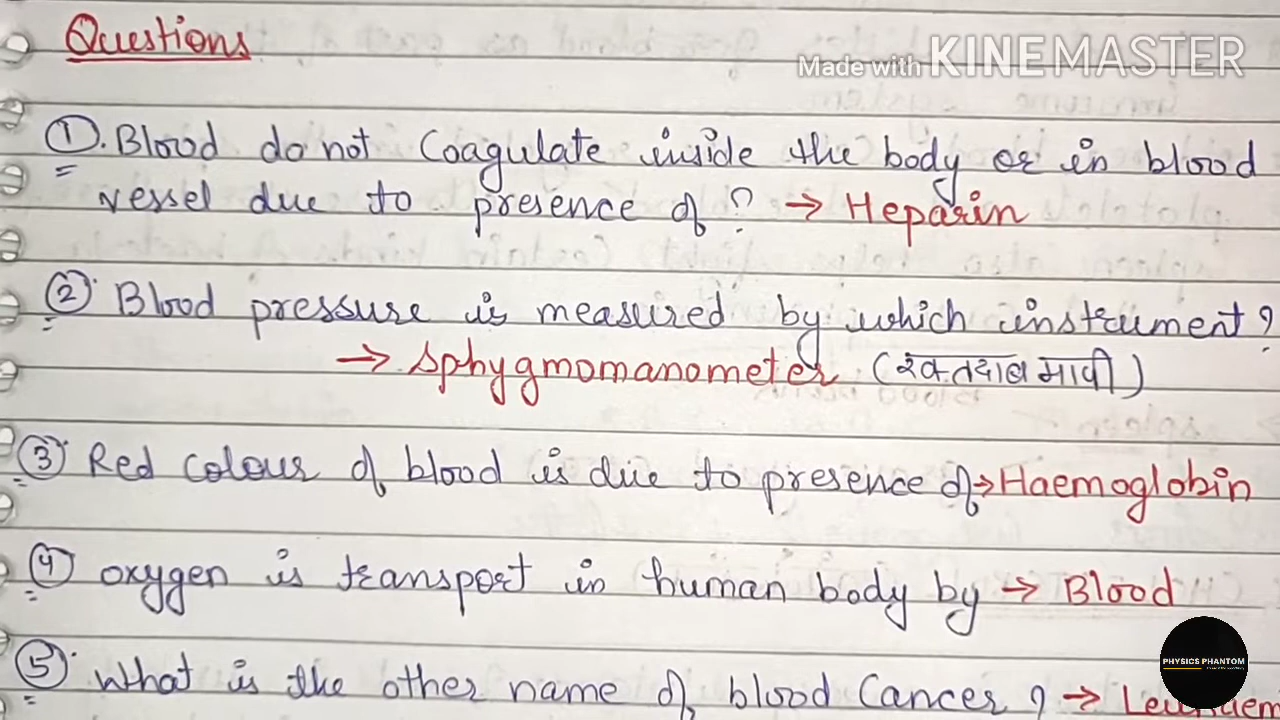 Questions
Made with KINEMASTER
1. Blood do not Coagulate inside the body or in blood
vessel due to presence of ? → Heparin
2. Blood pressure is measured by which instrument ?
→ Sphygmomanometer (रक्तदाब मापी)
3. Red colour of blood is due to presence of → Haemoglobin
4 oxygen is transport in human body by → Blood
PHYSICS PHANTOM
5. What is the other name of blood Cancer ? →